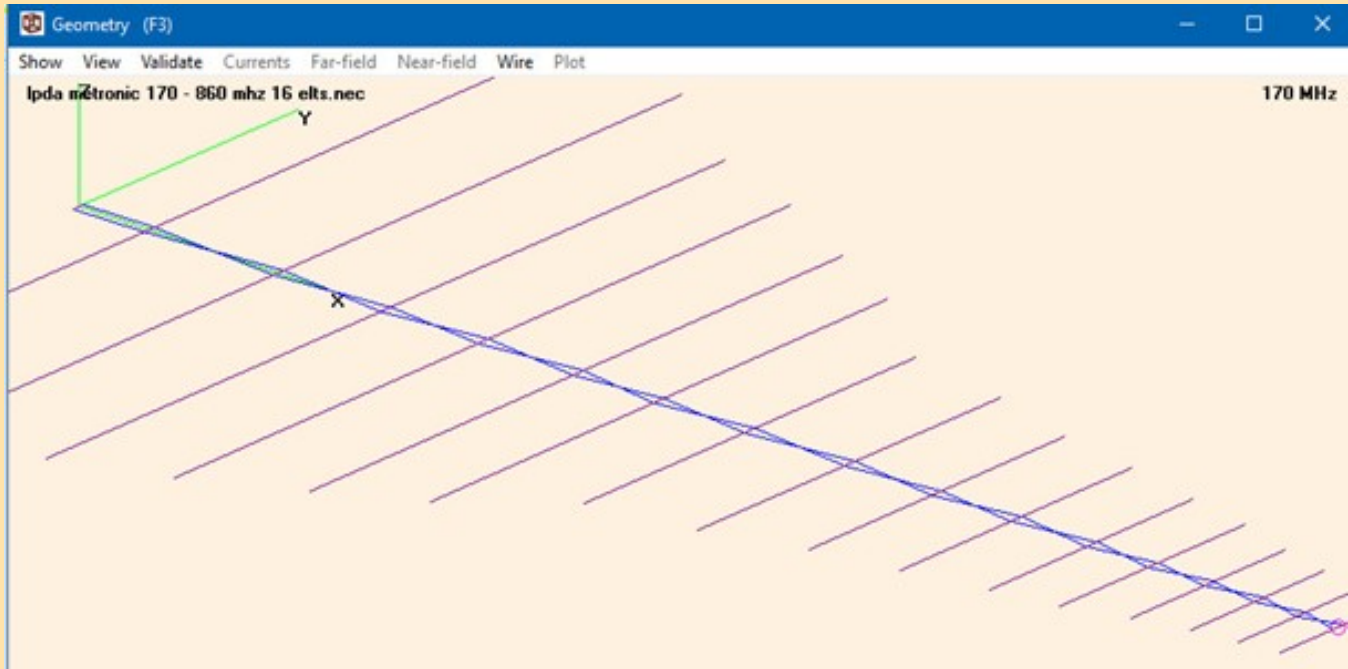 Geometry (F3)
Show View Validate Currents Far-field Near-field Wire Plot
lpda métronic 170 - 860 mhz 16 elts.nec 170 MHz
Z
Y
X